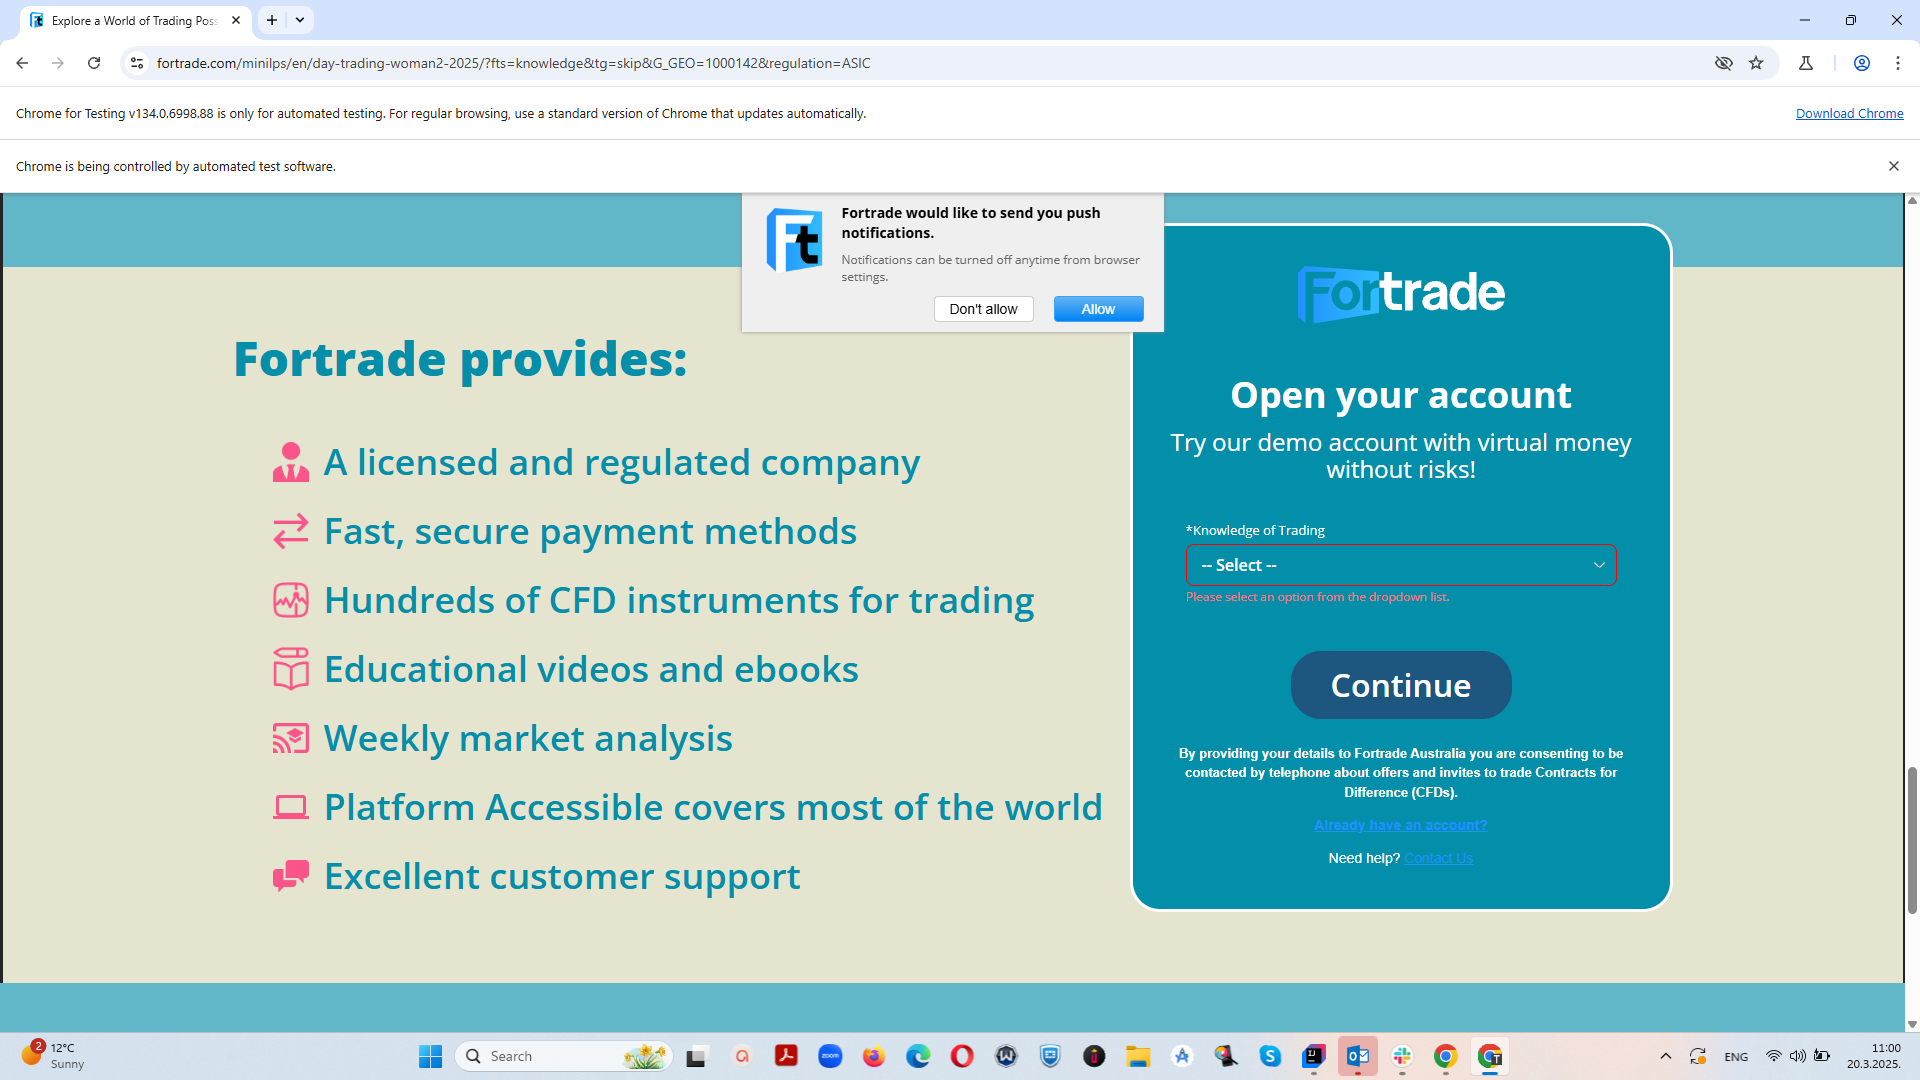 Explore a World of Trading Poss
fortrade.com/minilps/en/day-trading-woman2-2025/?fts=knowledge&tg=skip&G_GEO=1000142&regulation=ASIC
Chrome for Testing v134.0.6998.88 is only for automated testing. For regular browsing, use a standard version of Chrome that updates automatically.
Download Chrome
Chrome is being controlled by automated test software.
Ft
Fortrade would like to send you push
notifications.
Notifications can be turned off anytime from browser
settings.
Don't allow
Allow
Fortrade provides:
A licensed and regulated company
Fast, secure payment methods
Hundreds of CFD instruments for trading
Educational videos and ebooks
Weekly market analysis
Platform Accessible covers most of the world
Excellent customer support
Fortrade
Open your account
Try our demo account with virtual money
without risks!
*Knowledge of Trading
-- Select --
Please select an option from the dropdown list.
Continue
By providing your details to Fortrade Australia you are consenting to be
contacted by telephone about offers and invites to trade Contracts for
Difference (CFDs).
Already have an account?
Need help? Contact Us
2
12°C
Sunny
Search
zoom
ENG
11:00
20.3.2025.